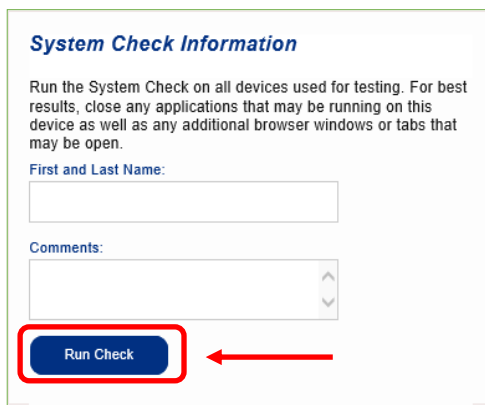 System Check Information
Run the System Check on all devices used for testing. For best
results, close any applications that may be running on this
device as well as any additional browser windows or tabs that
may be open.
First and Last Name:
Comments:
Run Check